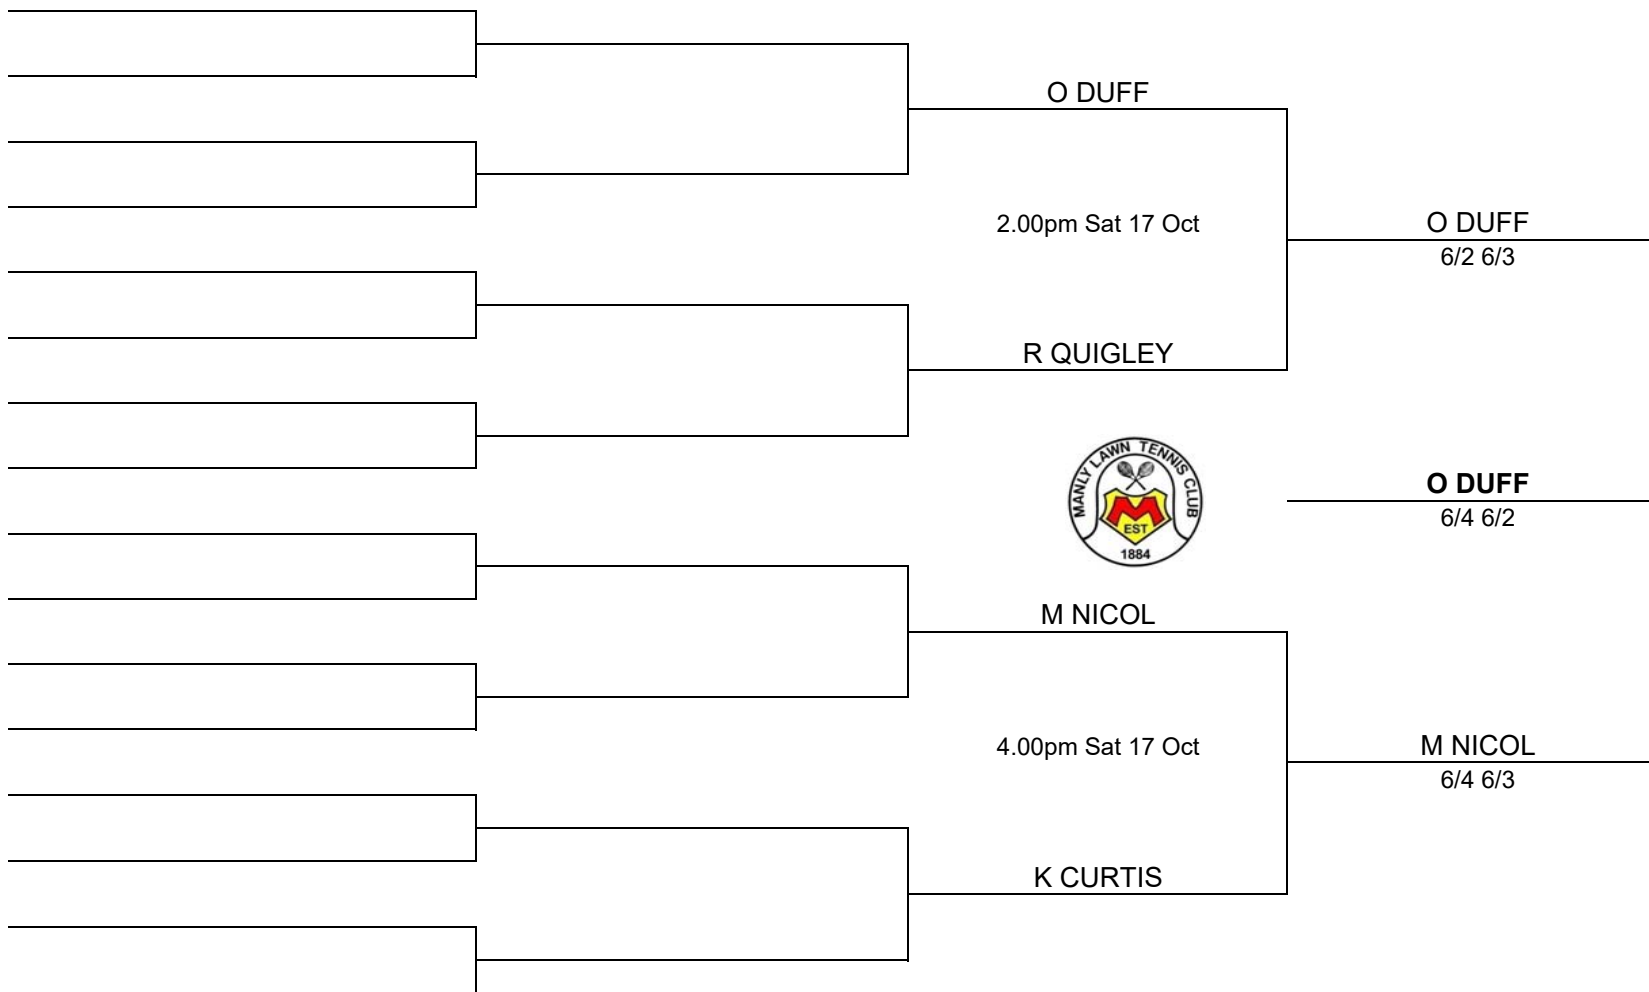 O DUFF
2.00pm Sat 17 Oct
O DUFF
6/2 6/3
R QUIGLEY
MANLY LAWN TENNIS CLUB
M
EST
1884
O DUFF
6/4 6/2
M NICOL
4.00pm Sat 17 Oct
M NICOL
6/4 6/3
K CURTIS